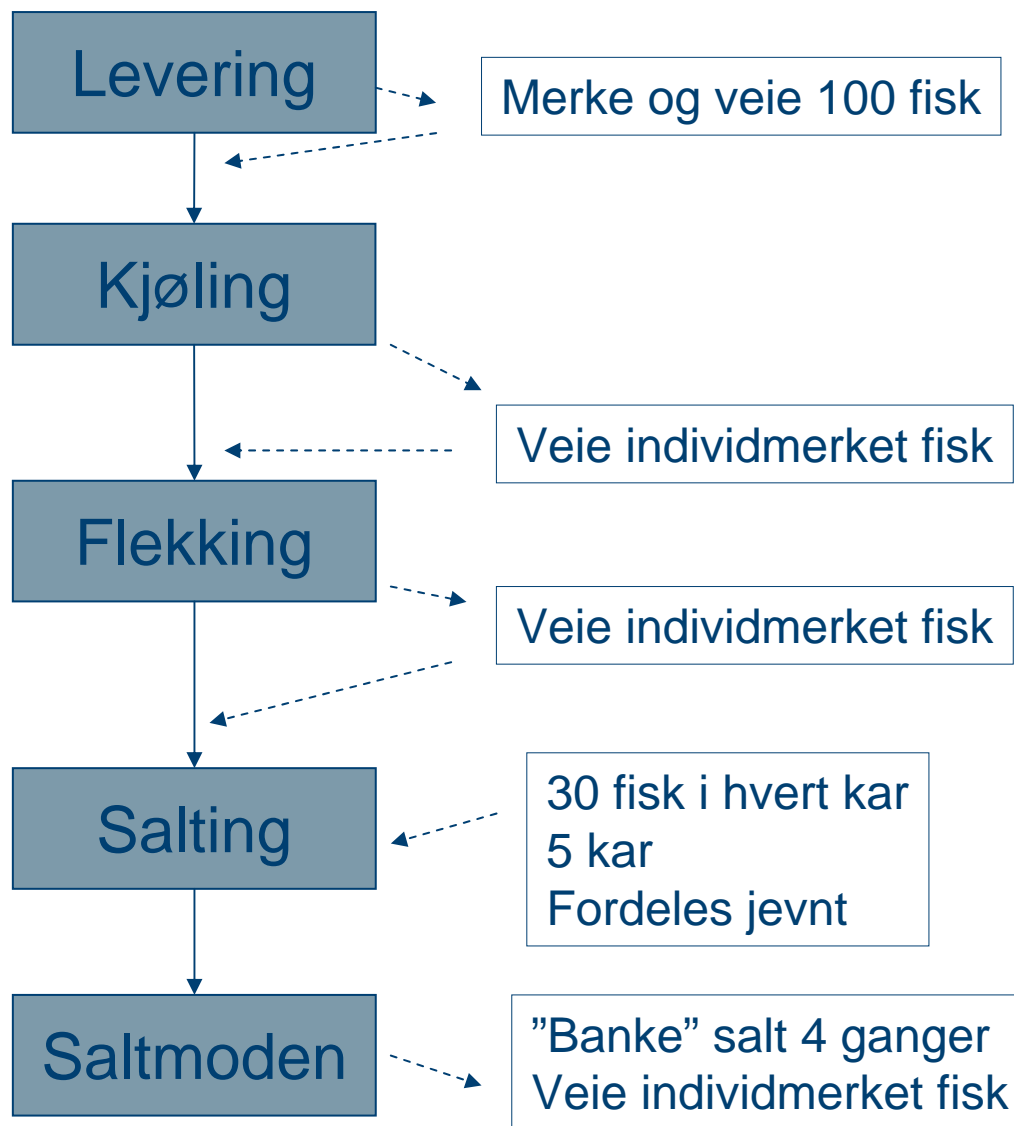 Levering
Merke og veie 100 fisk
Kjøling
Veie individmerket fisk
Flekking
Veie individmerket fisk
Salting
30 fisk i hvert kar
5 kar
Fordeles jevnt
Saltmoden
”Banke” salt 4 ganger
Veie individmerket fisk